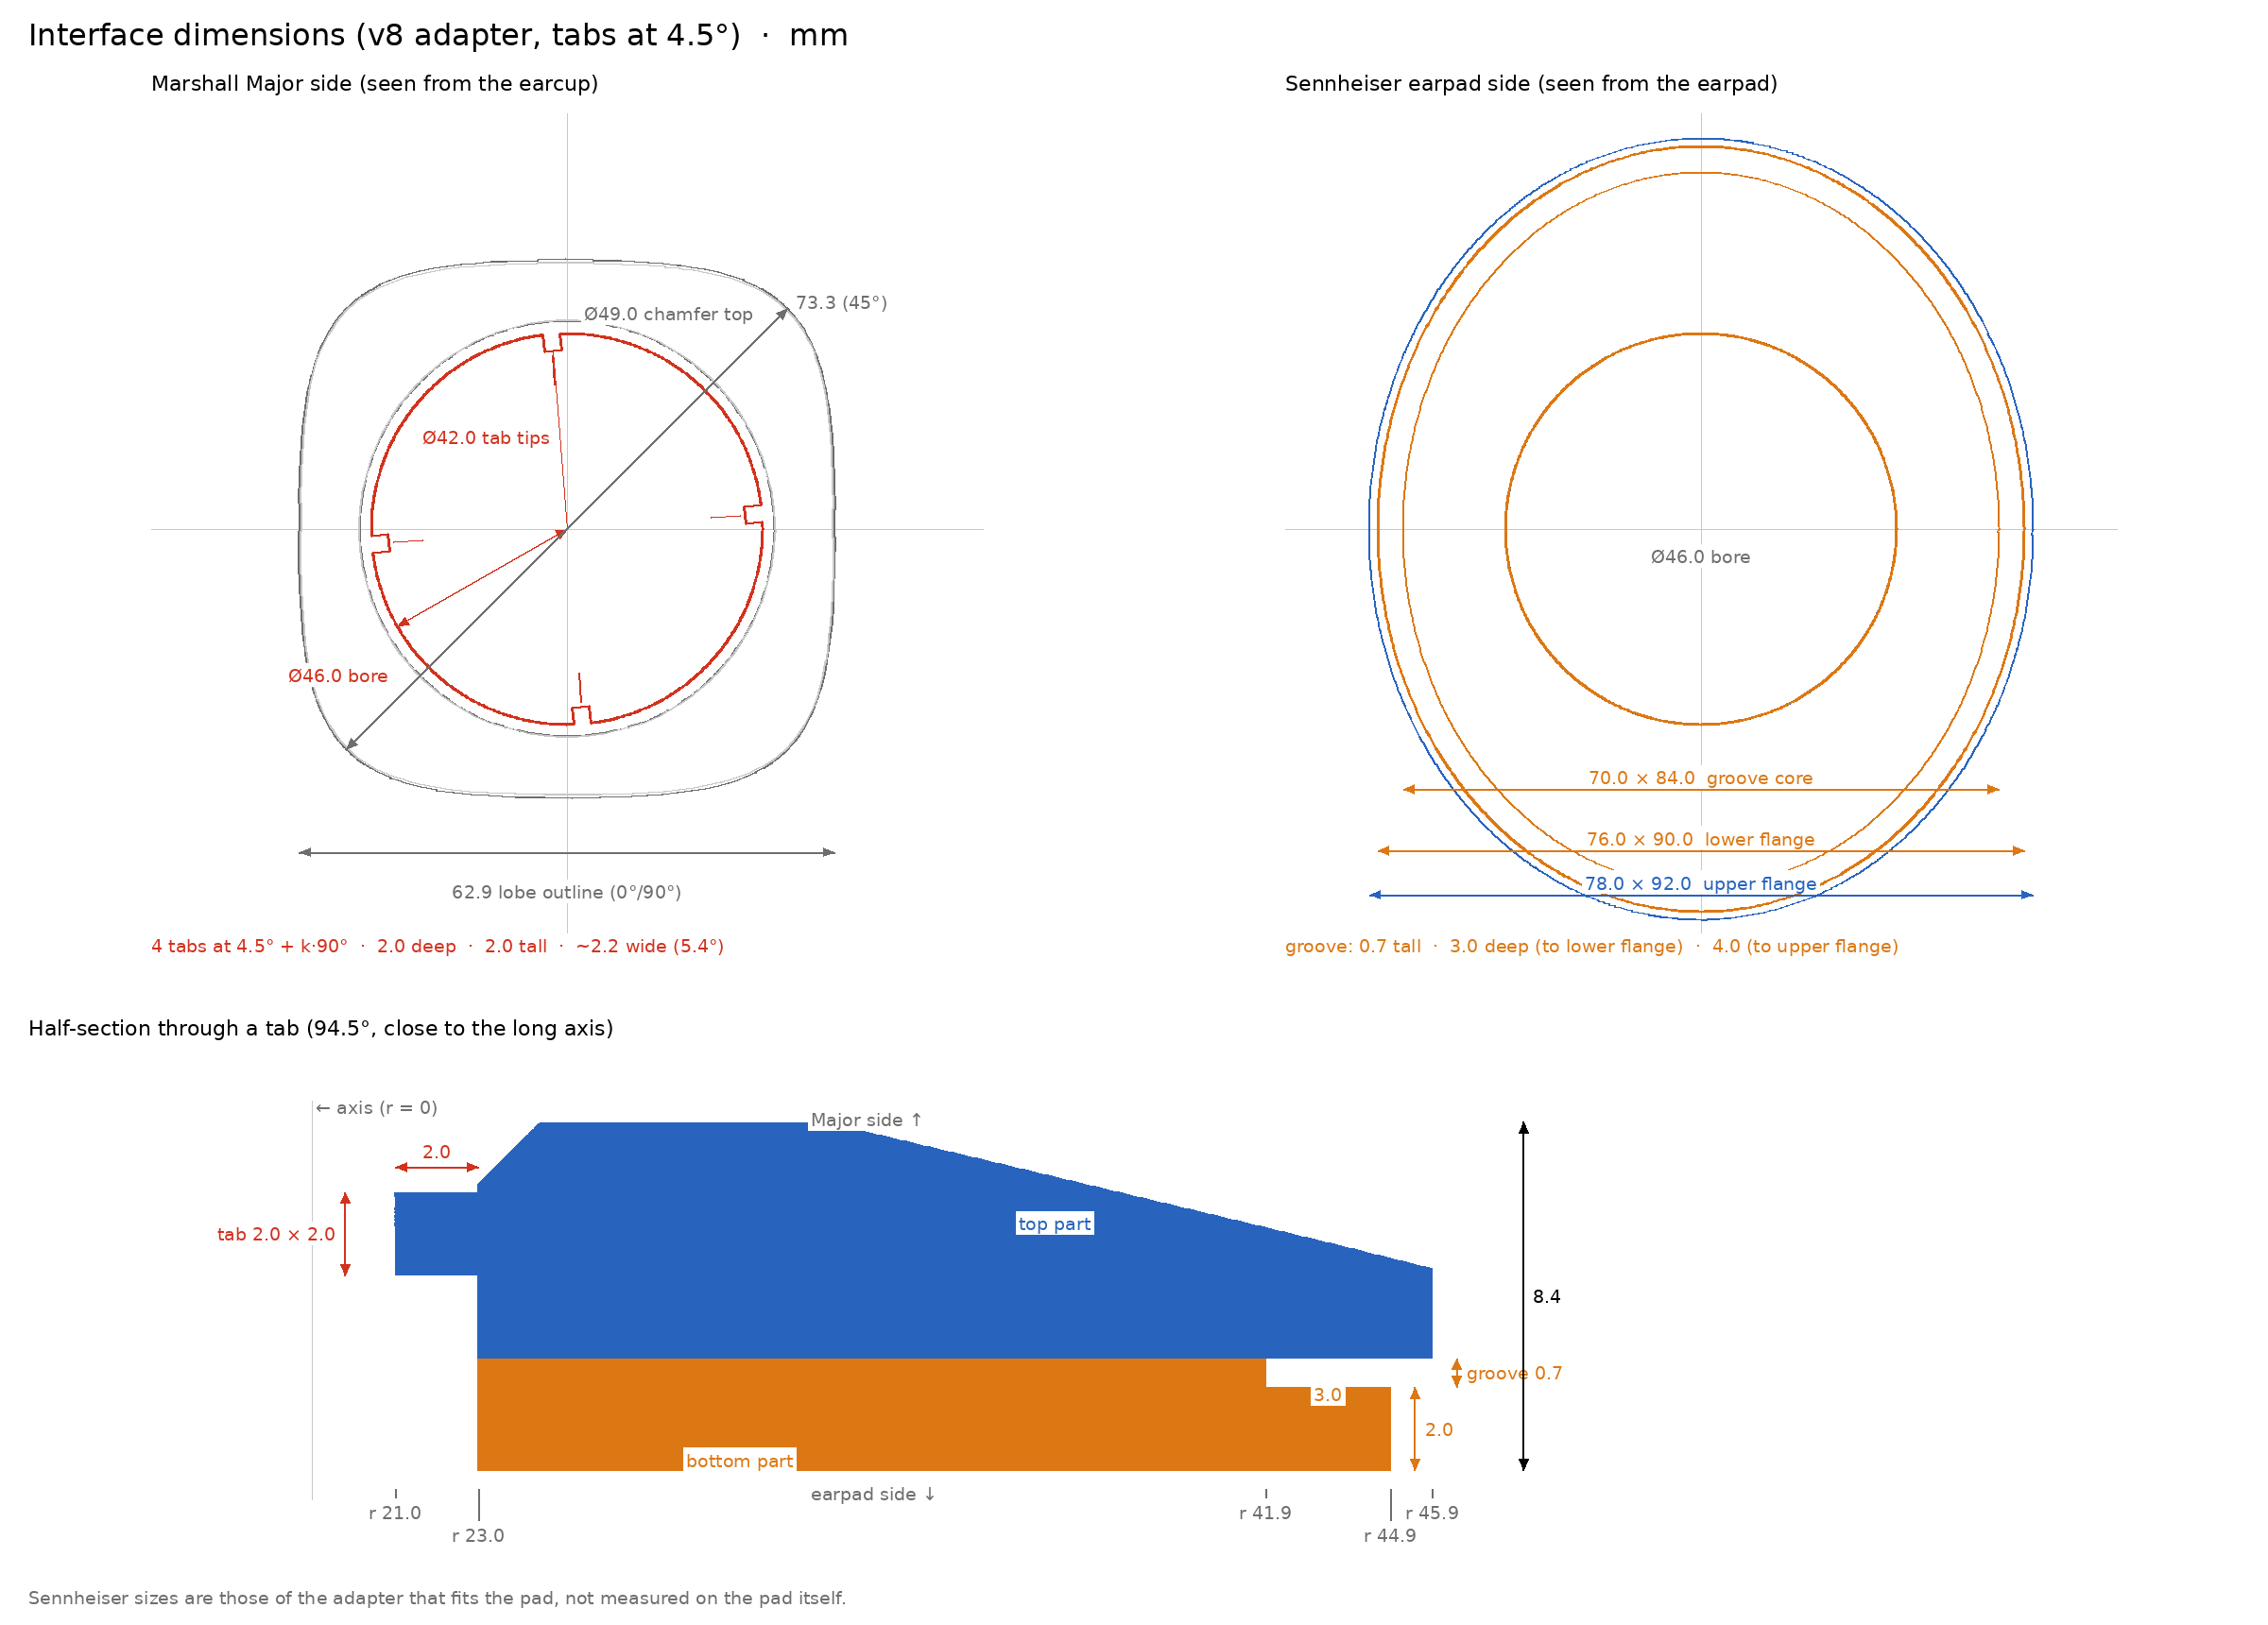 Interface dimensions (v8 adapter, tabs at 4.5°)  ·  mm
Marshall Major side (seen from the earcup)
Sennheiser earpad side (seen from the earpad)
73.3 (45°)
Ø49.0 chamfer top
Ø42.0 tab tips
Ø46.0 bore
Ø46.0 bore
70.0 × 84.0  groove core
76.0 × 90.0  lower flange
78.0 × 92.0  upper flange
62.9 lobe outline (0°/90°)
4 tabs at 4.5° + k·90°  ·  2.0 deep  ·  2.0 tall  ·  ~2.2 wide (5.4°)
groove: 0.7 tall  ·  3.0 deep (to lower flange)  ·  4.0 (to upper flange)
Half-section through a tab (94.5°, close to the long axis)
← axis (r = 0)
Major side ↑
2.0
tab 2.0 × 2.0
top part
8.4
groove 0.7
3.0
2.0
bottom part
earpad side ↓
r 21.0
r 23.0
r 41.9
r 44.9
r 45.9
Sennheiser sizes are those of the adapter that fits the pad, not measured on the pad itself.